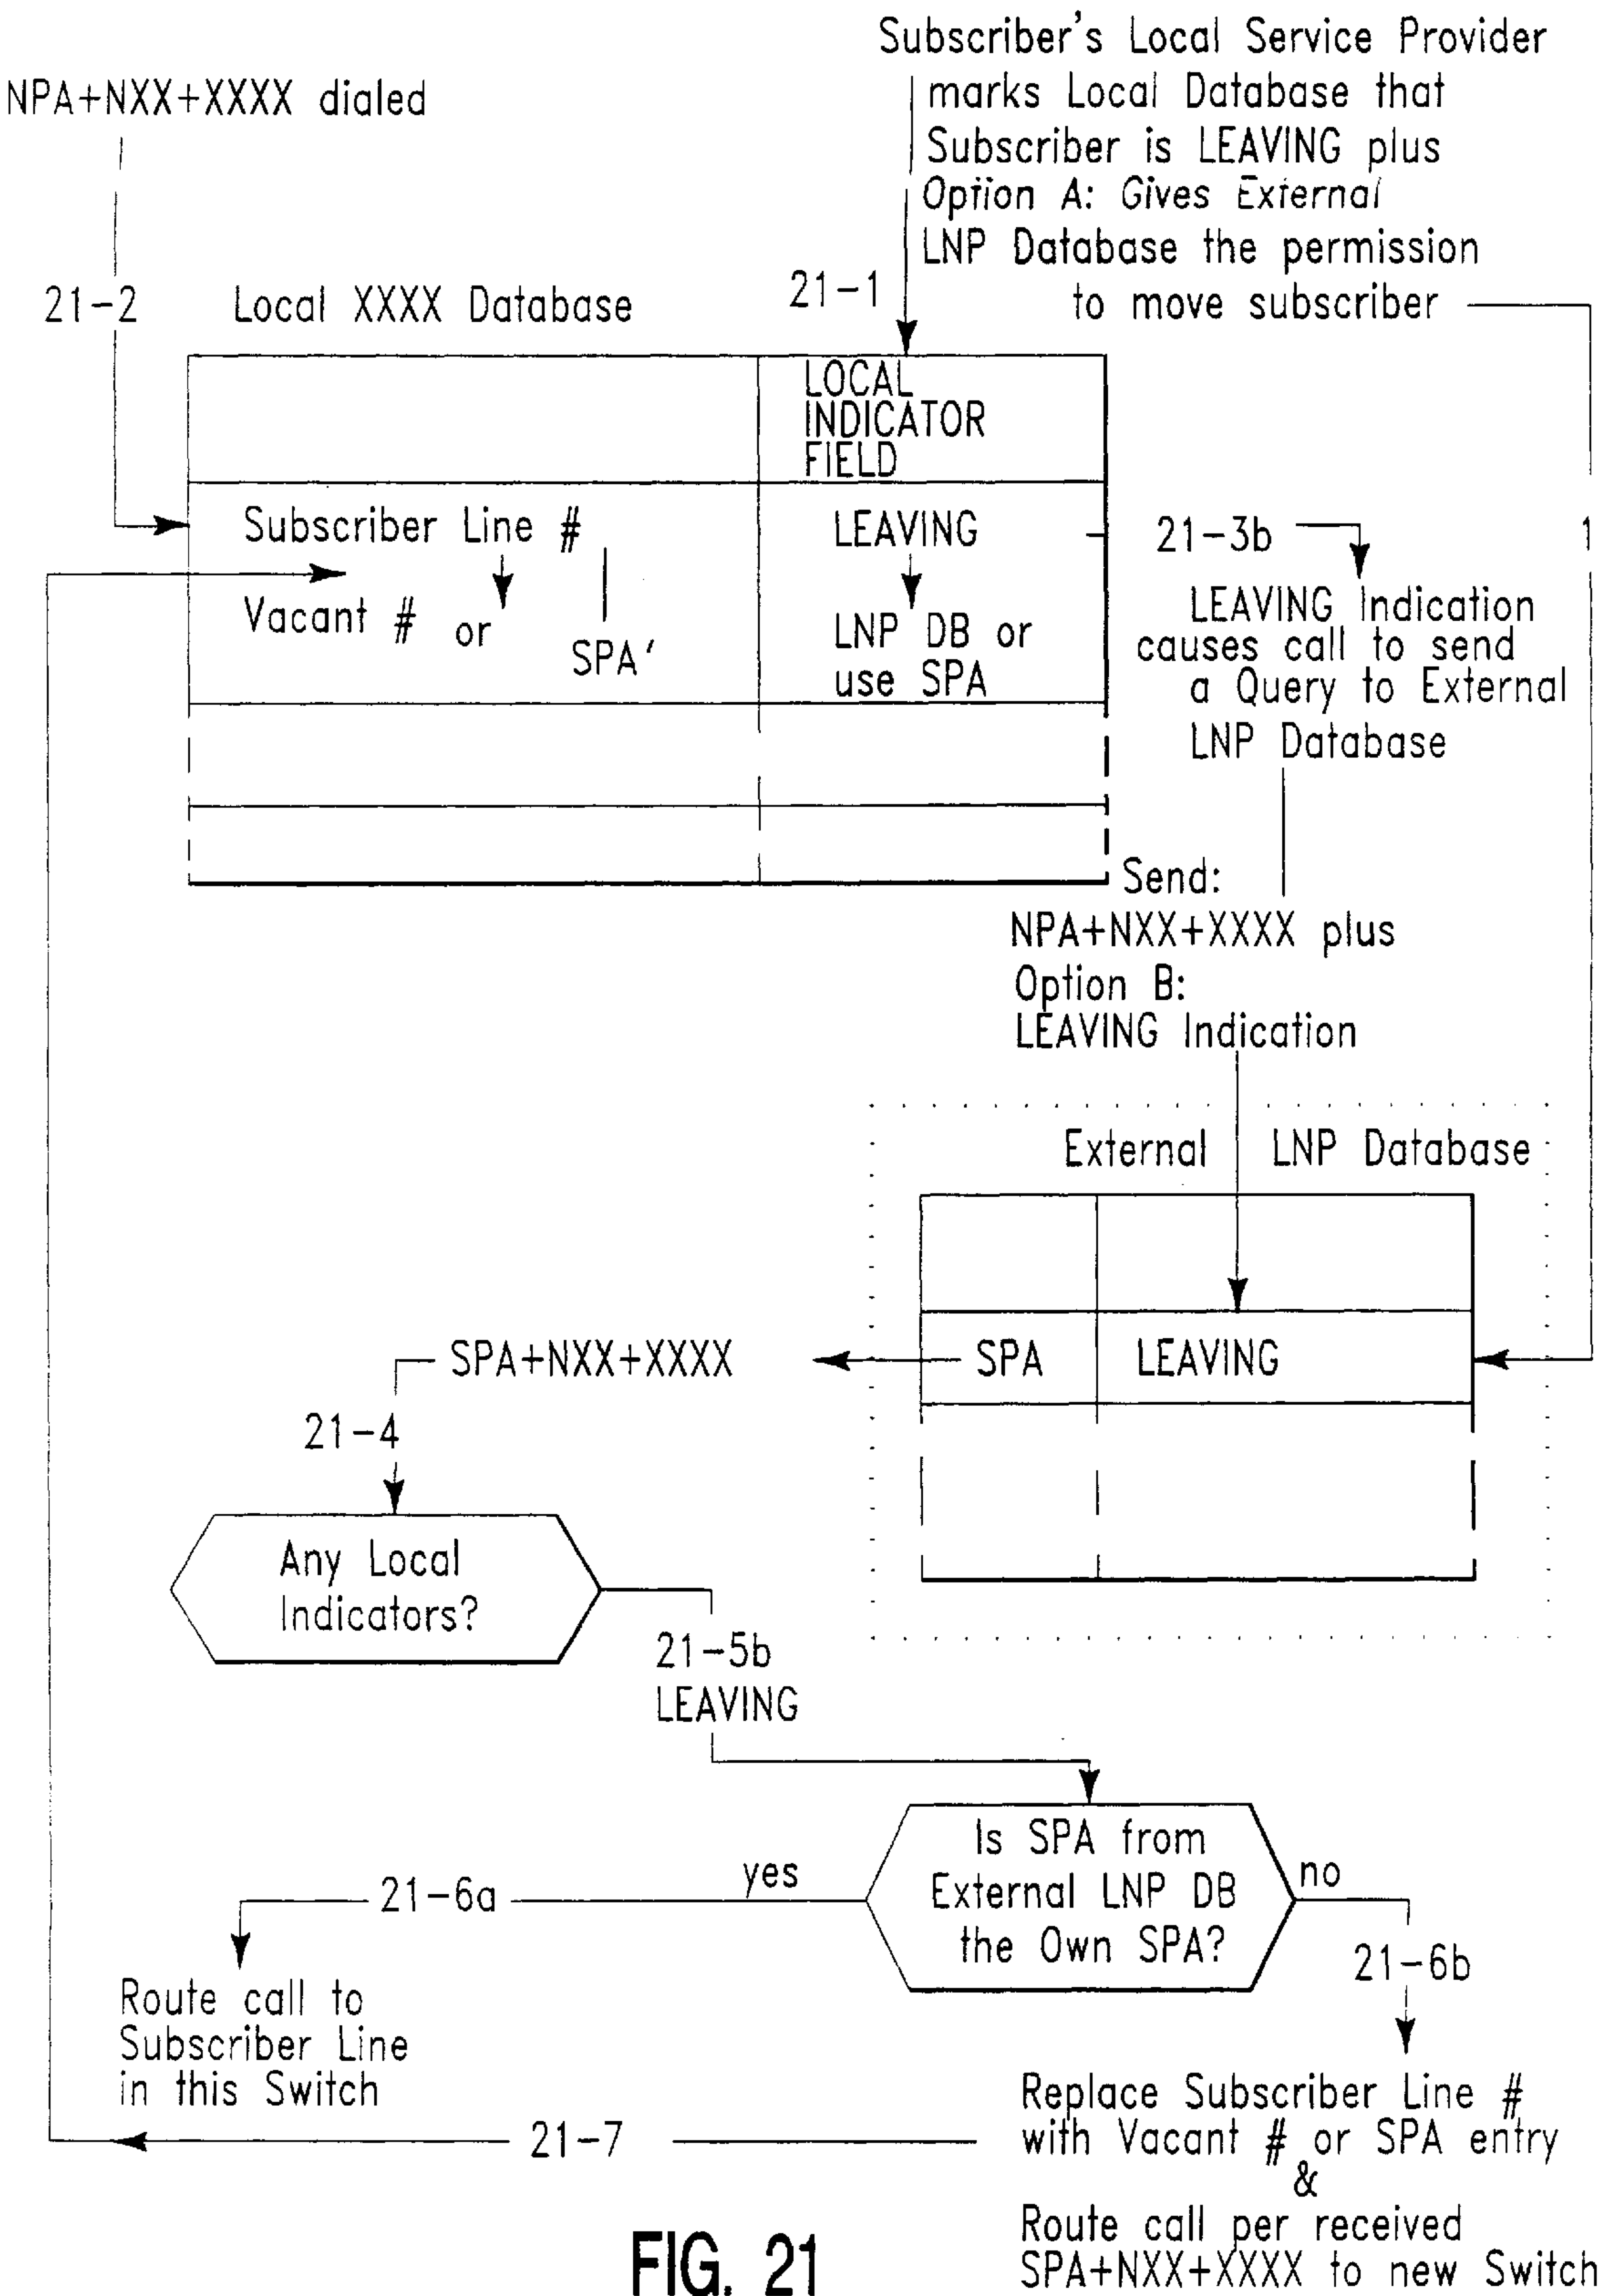 Subscriber's Local Service Provider
marks Local Database that
Subscriber is LEAVING plus
Option A: Gives External
LNP Database the permission
to move subscriber
NPA+NXX+XXXX dialed
21-2
Local XXXX Database
21-1
LOCAL
INDICATOR
FIELD
Subscriber Line #
LEAVING
Vacant # or
SPA'
LNP DB or
use SPA
21-3b
1
LEAVING Indication
causes call to send
a Query to External
LNP Database
Send:
NPA+NXX+XXXX plus
Option B:
LEAVING Indication
External LNP Database
SPA
LEAVING
SPA+NXX+XXXX
21-4
Any Local
Indicators?
21-5b
LEAVING
Is SPA from
External LNP DB
the Own SPA?
yes
no
21-6a
21-6b
Route call to
Subscriber Line
in this Switch
Replace Subscriber Line #
with Vacant # or SPA entry
&
Route call per received
SPA+NXX+XXXX to new Switch
21-7
FIG. 21